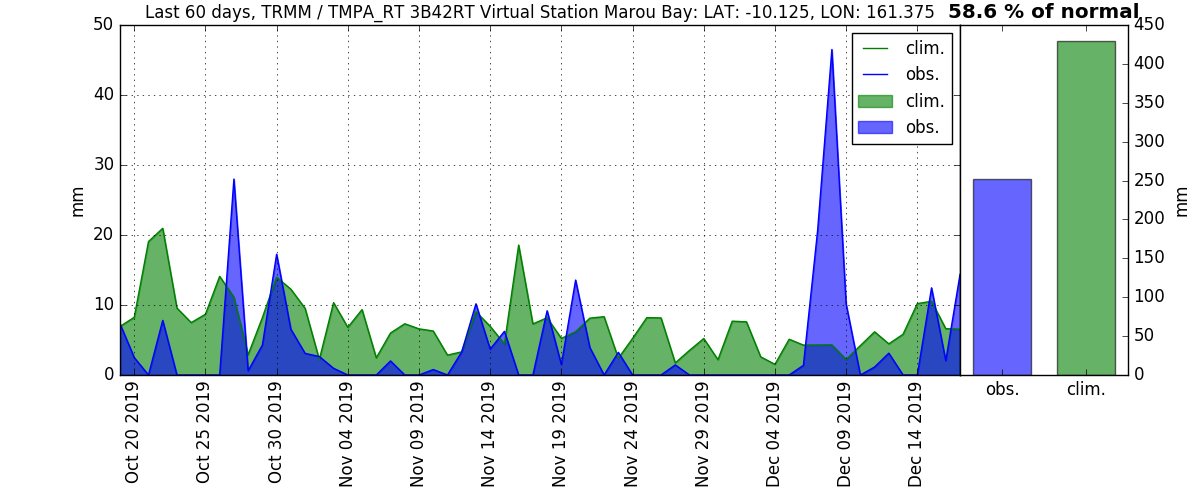 Last 60 days, TRMM / TMPA_RT 3B42RT Virtual Station Marou Bay: LAT: -10.125, LON: 161.375
58.6 % of normal
50
40
30
20
10
0
mm
clim.
obs.
clim.
obs.
450
400
350
300
250
200
150
100
50
0
mm
obs.
clim.
Oct 20 2019
Oct 25 2019
Oct 30 2019
Nov 04 2019
Nov 09 2019
Nov 14 2019
Nov 19 2019
Nov 24 2019
Nov 29 2019
Dec 04 2019
Dec 09 2019
Dec 14 2019